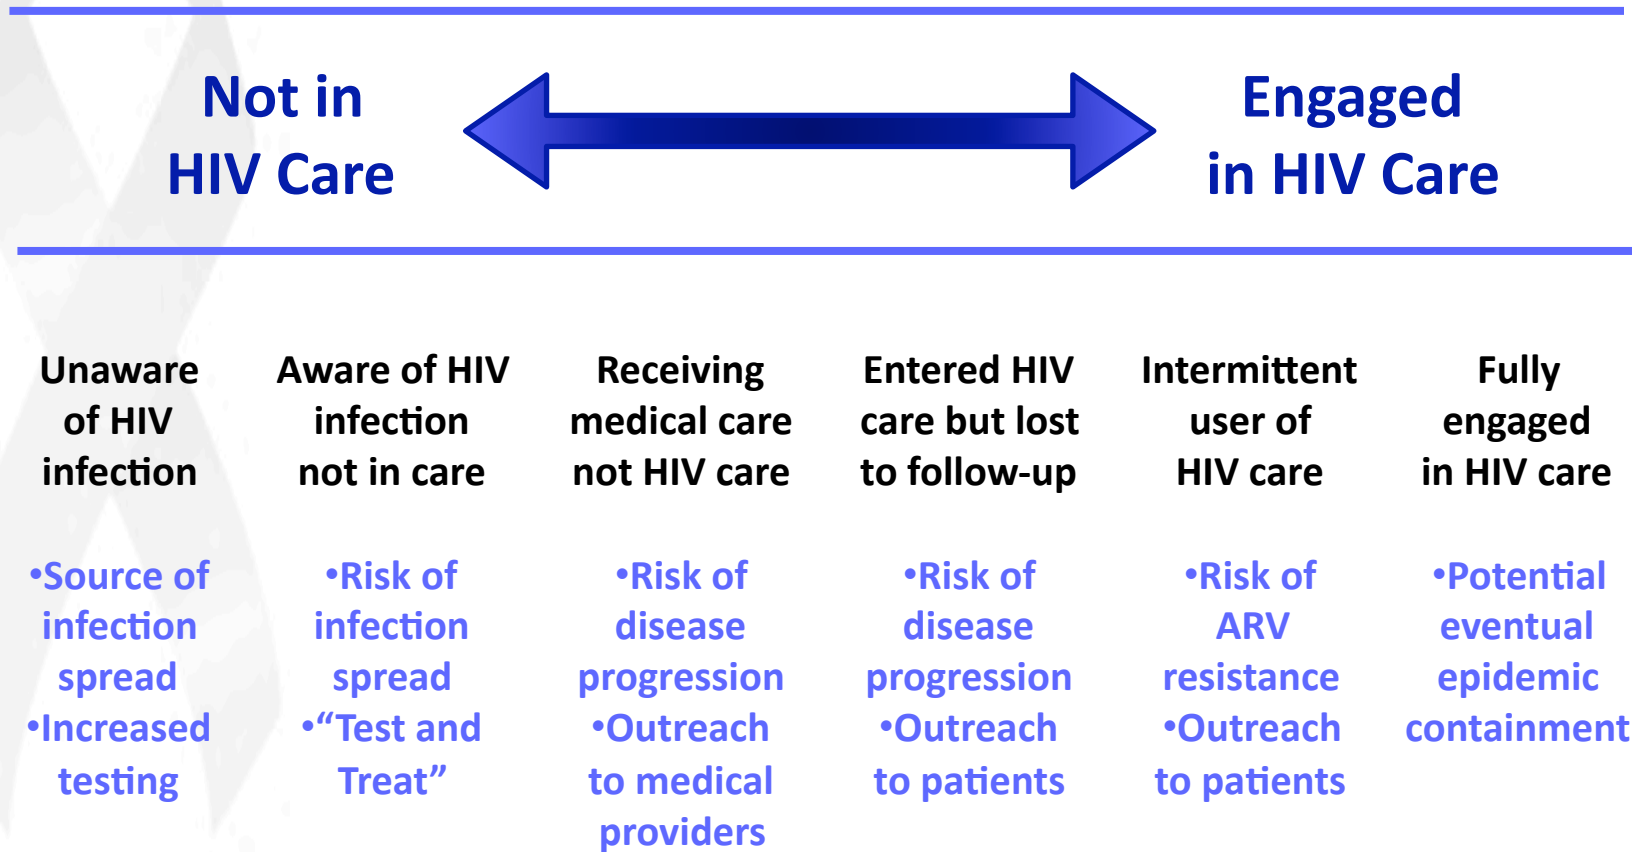 Not in
HIV Care
Engaged
in HIV Care
Unaware
of HIV
infection
Aware of HIV
infection
not in care
Receiving
medical care
not HIV care
Entered HIV
care but lost
to follow-up
Intermittent
user of
HIV care
Fully
engaged
in HIV care
•Source of
infection
spread
•Increased
testing
•Risk of
infection
spread
•“Test and
Treat”
•Risk of
disease
progression
•Outreach
to medical
providers
•Risk of
disease
progression
•Outreach
to patients
•Risk of
ARV
resistance
•Outreach
to patients
•Potential
eventual
epidemic
containment